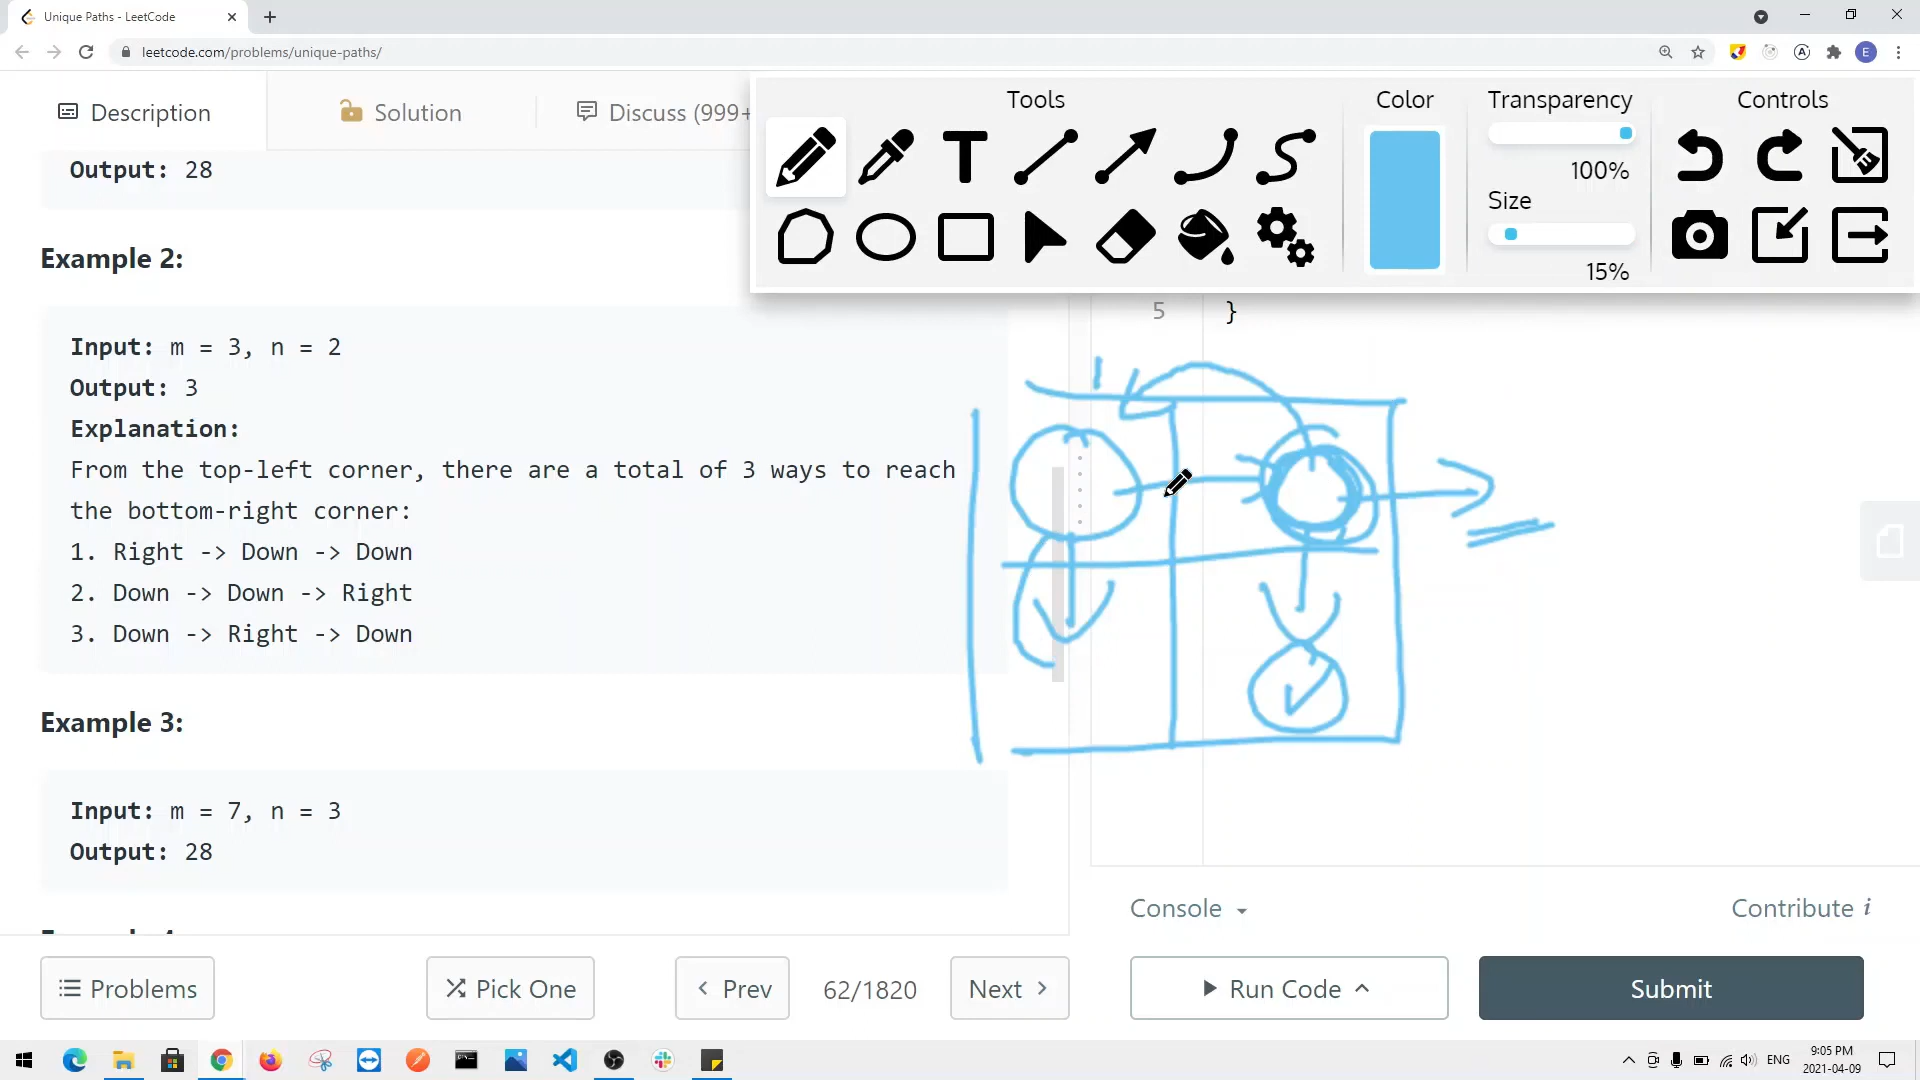 Unique Paths - LeetCode
leetcode.com/problems/unique-paths/
E
Description
Solution
Discuss (999+
Tools
Color
Transparency
Controls
100%
Size
15%
Output: 28
5 }
Example 2:
Input: m = 3, n = 2
Output: 3
Explanation:
From the top-left corner, there are a total of 3 ways to reach
the bottom-right corner:
1. Right -> Down -> Down
2. Down -> Down -> Right
3. Down -> Right -> Down
Example 3:
Input: m = 7, n = 3
Output: 28
Console
Contribute i
Problems
Pick One
Prev
62/1820
Next
Run Code
Submit
ENG
9:05 PM
2021-04-09